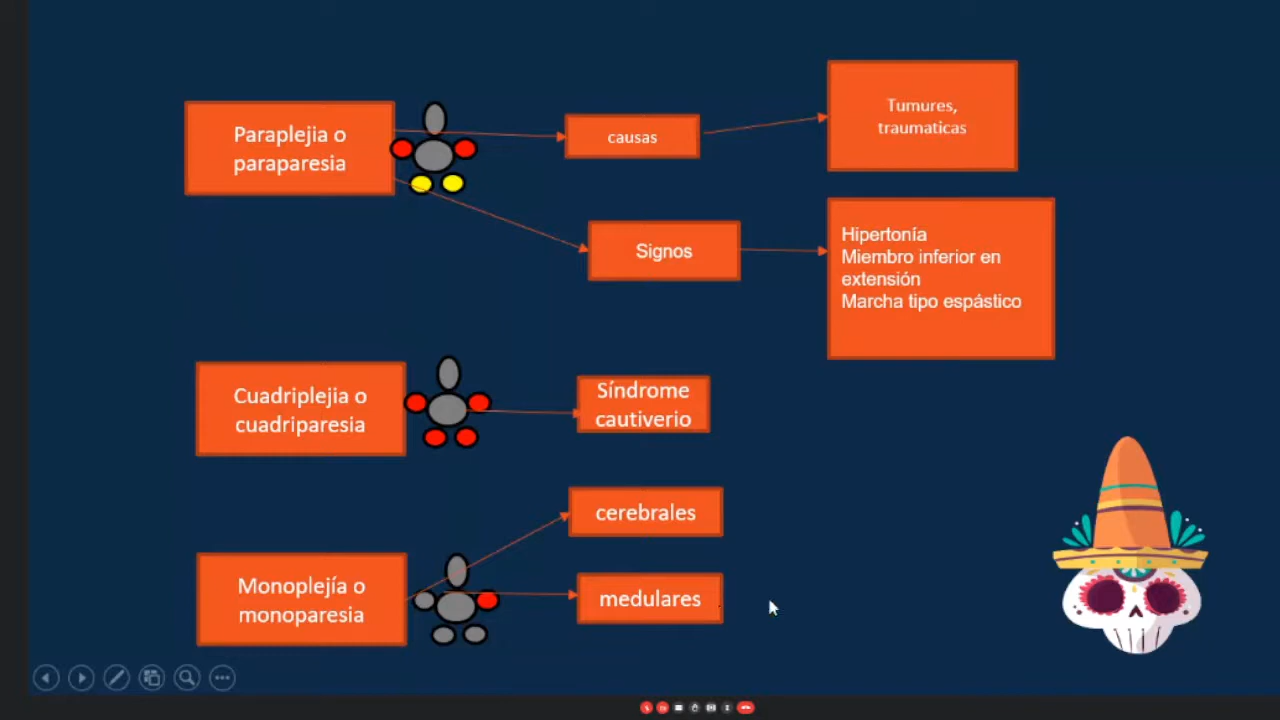 Paraplejia o
paraparesia
causas
Tumures,
traumaticas
Signos
Hipertonía
Miembro inferior en
extensión
Marcha tipo espástico
Cuadriplejia o
cuadriparesia
Síndrome
cautiverio
Monoplejía o
monoparesia
cerebrales
medulares